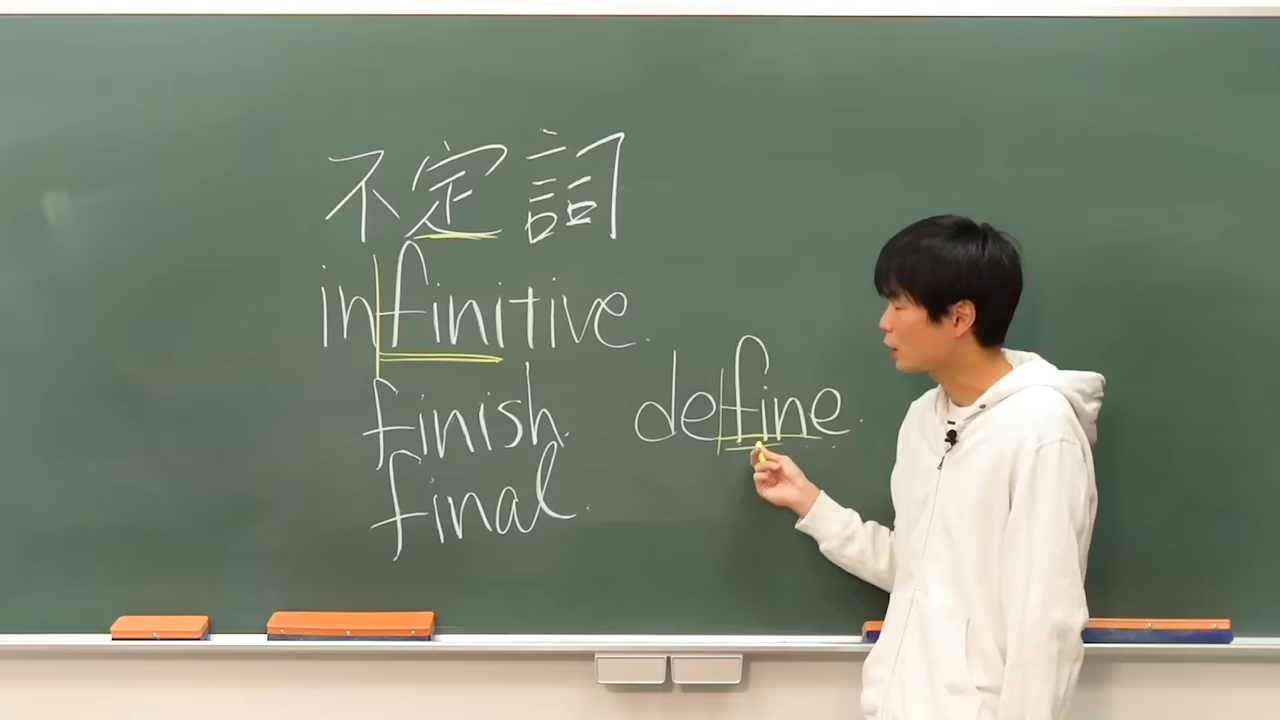 不定詞
infinitive.
finish.
define.
final.